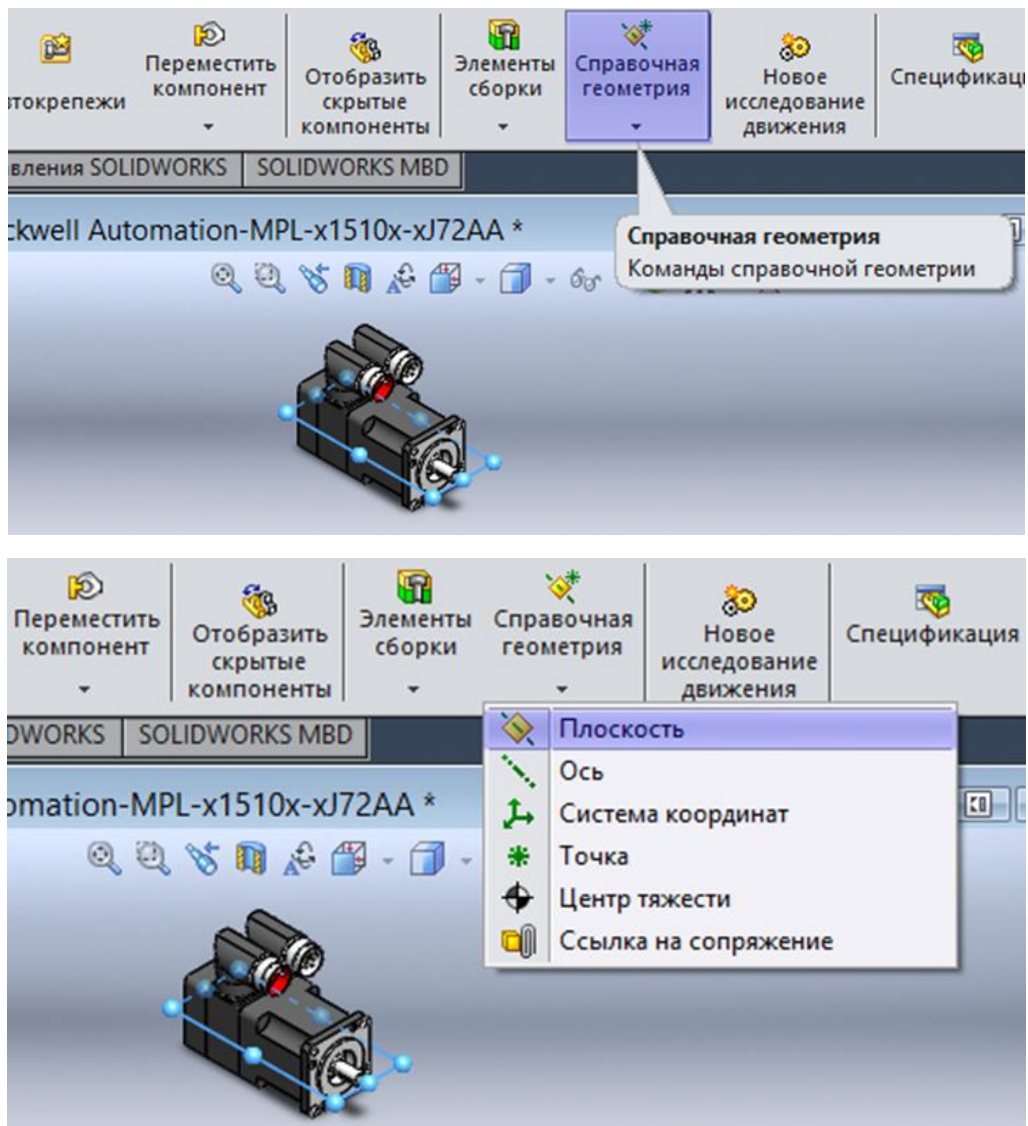 втокрепежи
Переместить
компонент
Отобразить
скрытые
компоненты
Элементы
сборки
Справочная
геометрия
Новое
исследование
движения
Спецификаци
авления SOLIDWORKS
SOLIDWORKS MBD
ckwell Automation-MPL-x1510x-xJ72AA *
Справочная геометрия
Команды справочной геометрии
Переместить
компонент
Отобразить
скрытые
компоненты
Элементы
сборки
Справочная
геометрия
Новое
исследование
движения
Спецификация
DWORKS
SOLIDWORKS MBD
omation-MPL-x1510x-xJ72AA *
Плоскость
Ось
Система координат
Точка
Центр тяжести
Ссылка на сопряжение